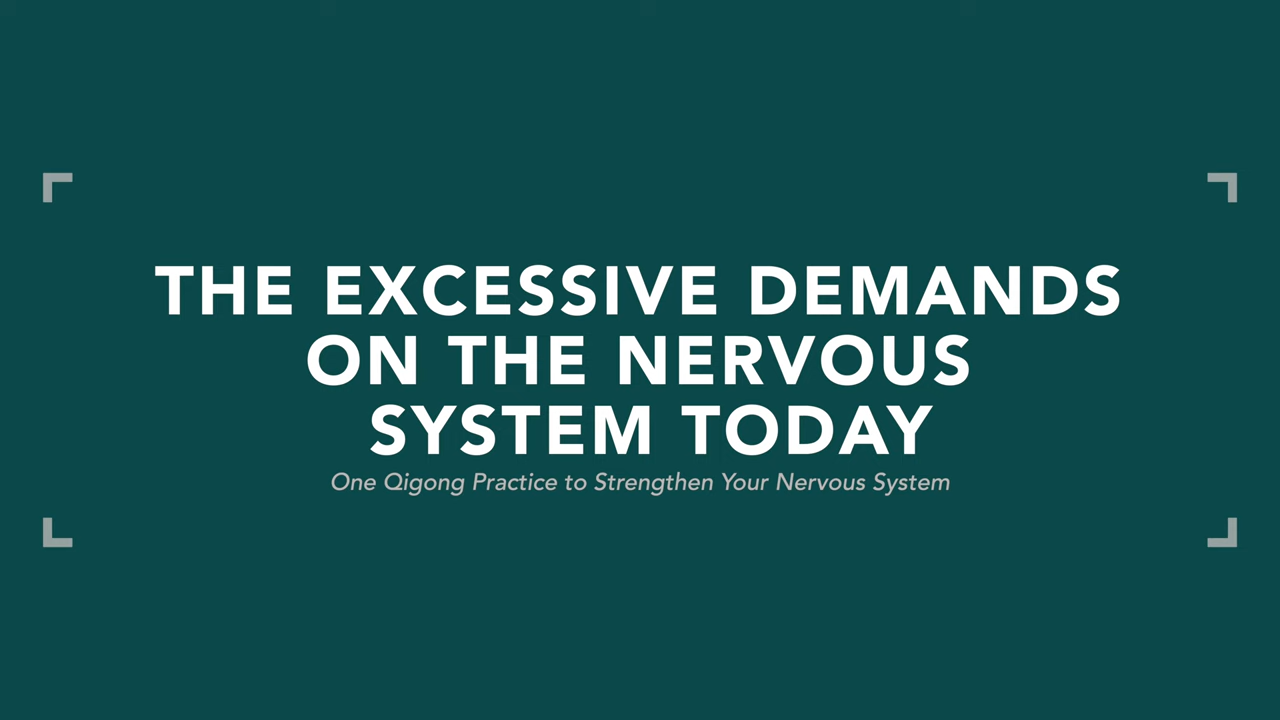 THE EXCESSIVE DEMANDS
ON THE NERVOUS
SYSTEM TODAY
One Qigong Practice to Strengthen Your Nervous System